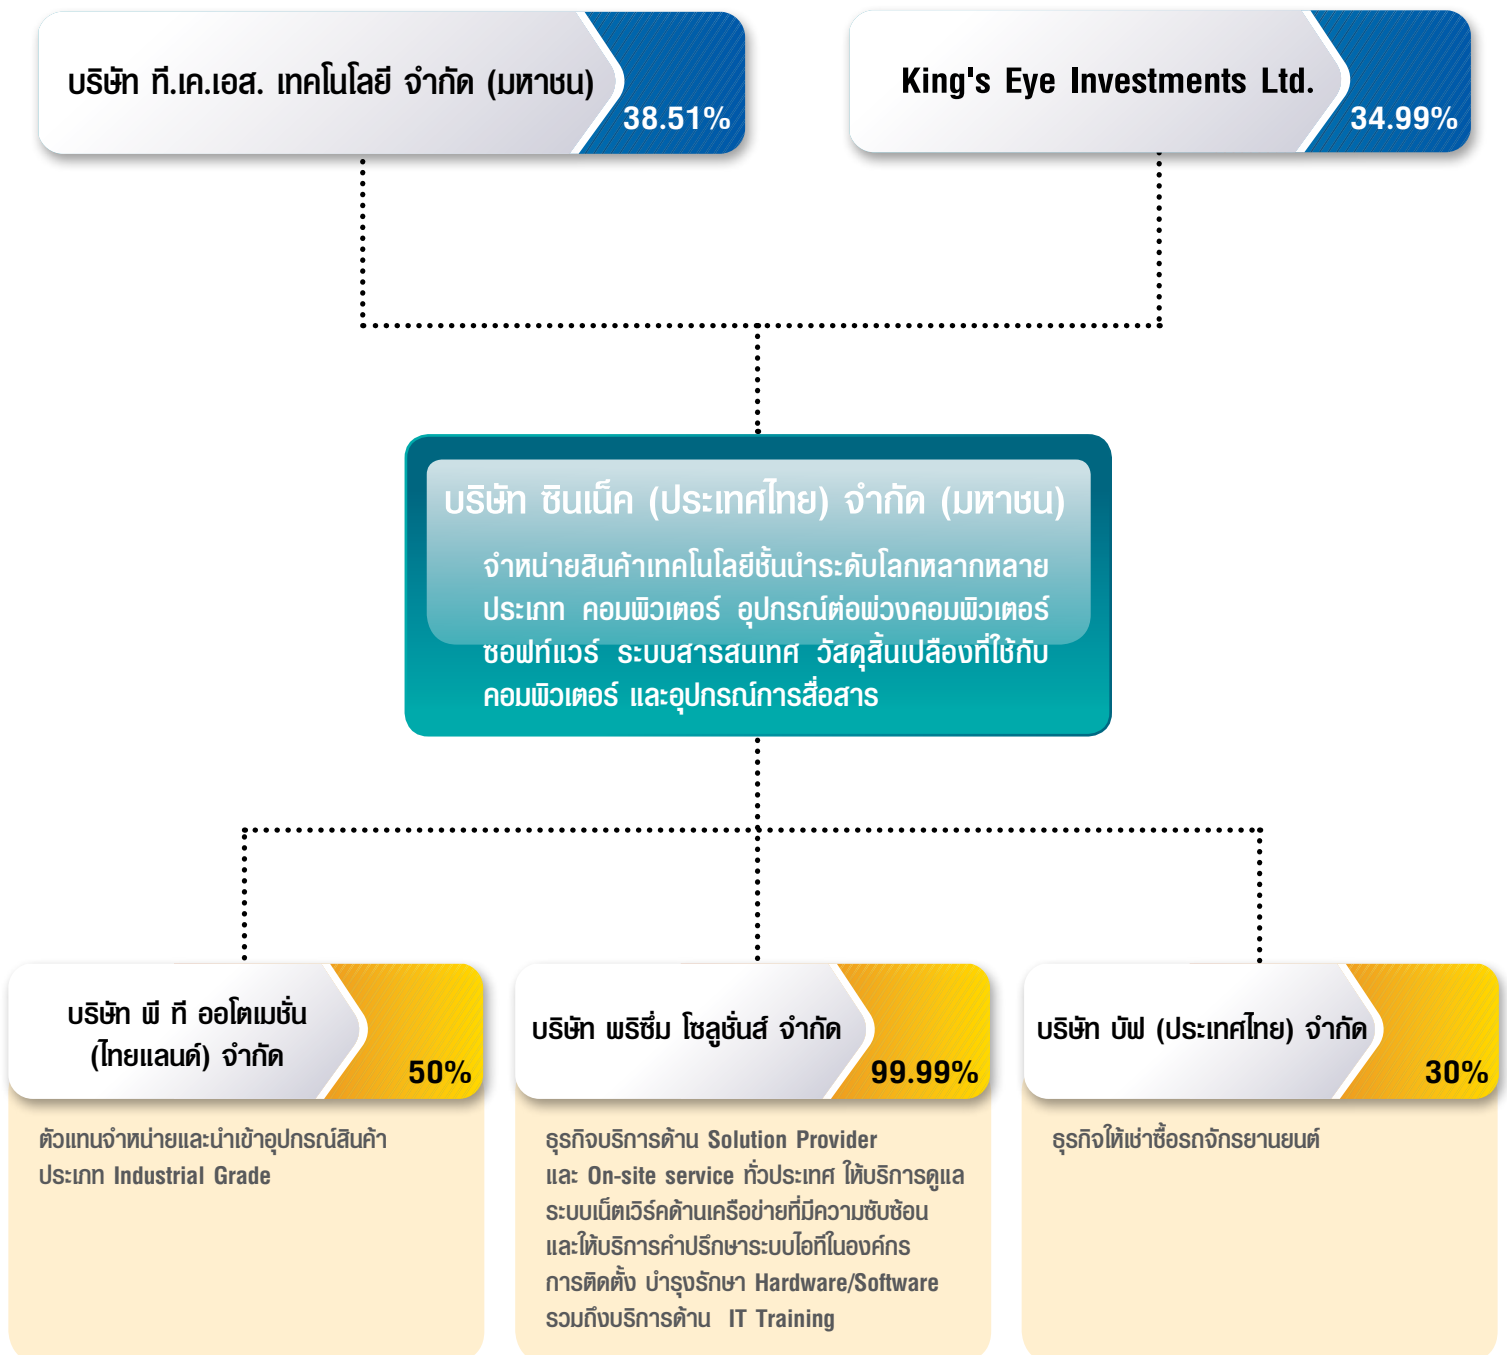 บริษัท ที.เค.เอส. เทคโนโลยี จำกัด (มหาชน)
38.51%
King's Eye Investments Ltd.
34.99%
บริษัท ซินเน็ค (ประเทศไทย) จำกัด (มหาชน)
จำหน่ายสินค้าเทคโนโลยีชั้นนำระดับโลกหลากหลาย
ประเภท คอมพิวเตอร์ อุปกรณ์ต่อพ่วงคอมพิวเตอร์
ซอฟท์แวร์ ระบบสารสนเทศ วัสดุสิ้นเปลืองที่ใช้กับ
คอมพิวเตอร์ และอุปกรณ์การสื่อสาร
บริษัท พี ที ออโตเมชั่น
(ไทยแลนด์) จำกัด
50%
ตัวแทนจำหน่ายและนำเข้าอุปกรณ์สินค้า
ประเภท Industrial Grade
บริษัท พริซึ่ม โซลูชั่นส์ จำกัด
99.99%
ธุรกิจบริการด้าน Solution Provider
และ On-site service ทั่วประเทศ ให้บริการดูแล
ระบบเน็ตเวิร์คด้านเครือข่ายที่มีความซับซ้อน
และให้บริการคำปรึกษาระบบไอทีในองค์กร
การติดตั้ง บำรุงรักษา Hardware/Software
รวมถึงบริการด้าน IT Training
บริษัท บัฟ (ประเทศไทย) จำกัด
30%
ธุรกิจให้เช่าซื้อรถจักรยานยนต์